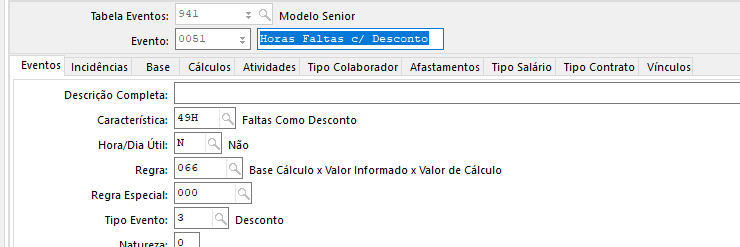 Tabela Eventos: 941 Modelo Senior
Evento: 0051 Horas Faltas c/ Desconto
Eventos Incidências Base Cálculos Atividades Tipo Colaborador Afastamentos Tipo Salário Tipo Contrato Vínculos
Descrição Completa:
Característica: 49H Faltas Como Desconto
Hora/Dia Útil: N Não
Regra: 066 Base Cálculo x Valor Informado x Valor de Cálculo
Regra Especial: 000
Tipo Evento: 3 Desconto
Natureza: 0